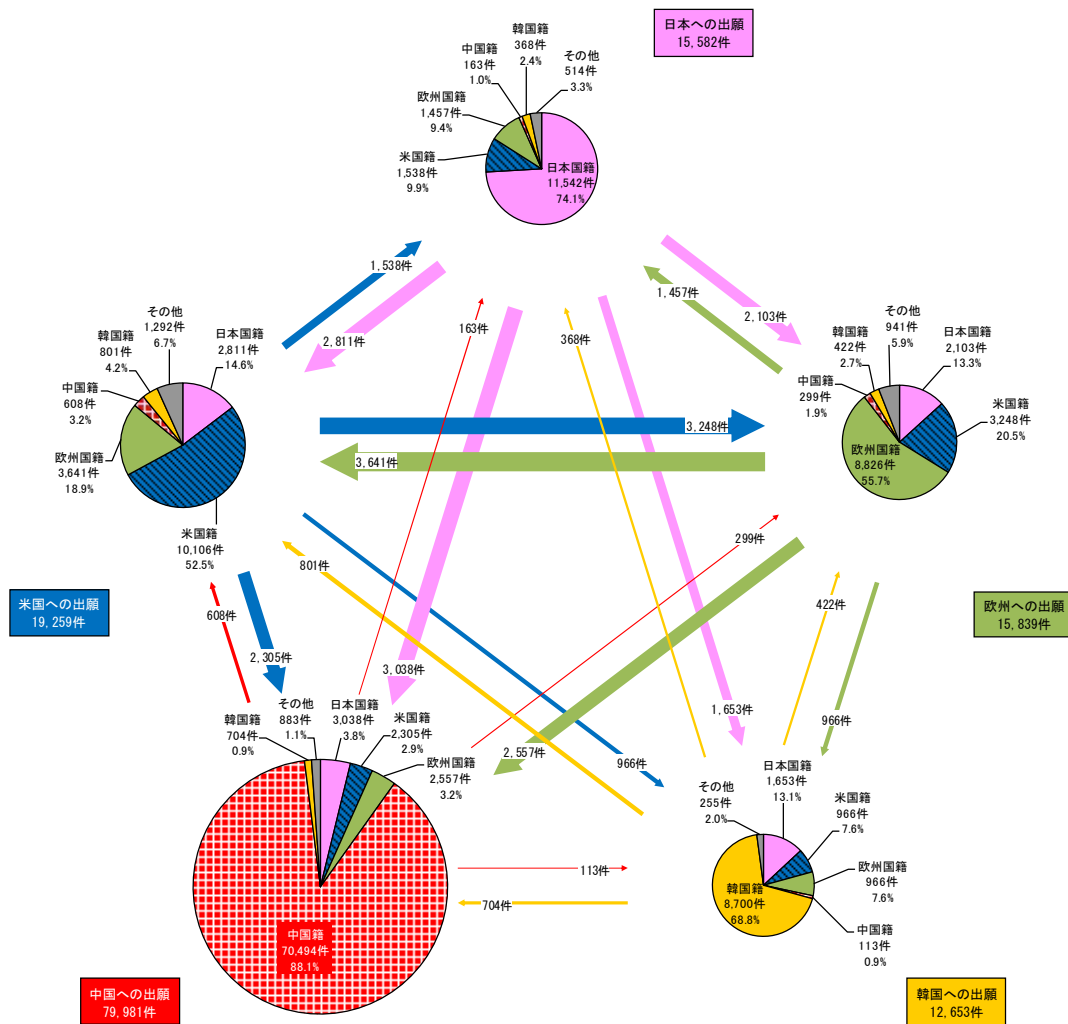 日本への出願
15,582件
韓国籍
368件
2.4%
中国籍
163件
1.0%
その他
514件
3.3%
欧州国籍
1,457件
9.4%
米国籍
1,538件
9.9%
日本国籍
11,542件
74.1%
1,538件
2,811件
163件
368件
1,457件
2,103件
その他
1,292件
6.7%
韓国籍
801件
4.2%
日本国籍
2,811件
14.6%
中国籍
608件
3.2%
欧州国籍
3,641件
18.9%
米国籍
10,106件
52.5%
米国への出願
19,259件
3,248件
3,641件
その他
941件
5.9%
韓国籍
422件
2.7%
日本国籍
2,103件
13.3%
中国籍
299件
1.9%
米国籍
3,248件
20.5%
欧州国籍
8,826件
55.7%
欧州への出願
15,839件
299件
801件
608件
422件
2,305件
3,038件
1,653件
966件
2,557件
966件
その他
883件
1.1%
日本国籍
3,038件
3.8%
韓国籍
704件
0.9%
米国籍
2,305件
2.9%
欧州国籍
2,557件
3.2%
中国籍
70,494件
88.1%
中国への出願
79,981件
113件
704件
日本国籍
1,653件
13.1%
その他
255件
2.0%
米国籍
966件
7.6%
欧州国籍
966件
7.6%
韓国籍
8,700件
68.8%
中国籍
113件
0.9%
韓国への出願
12,653件